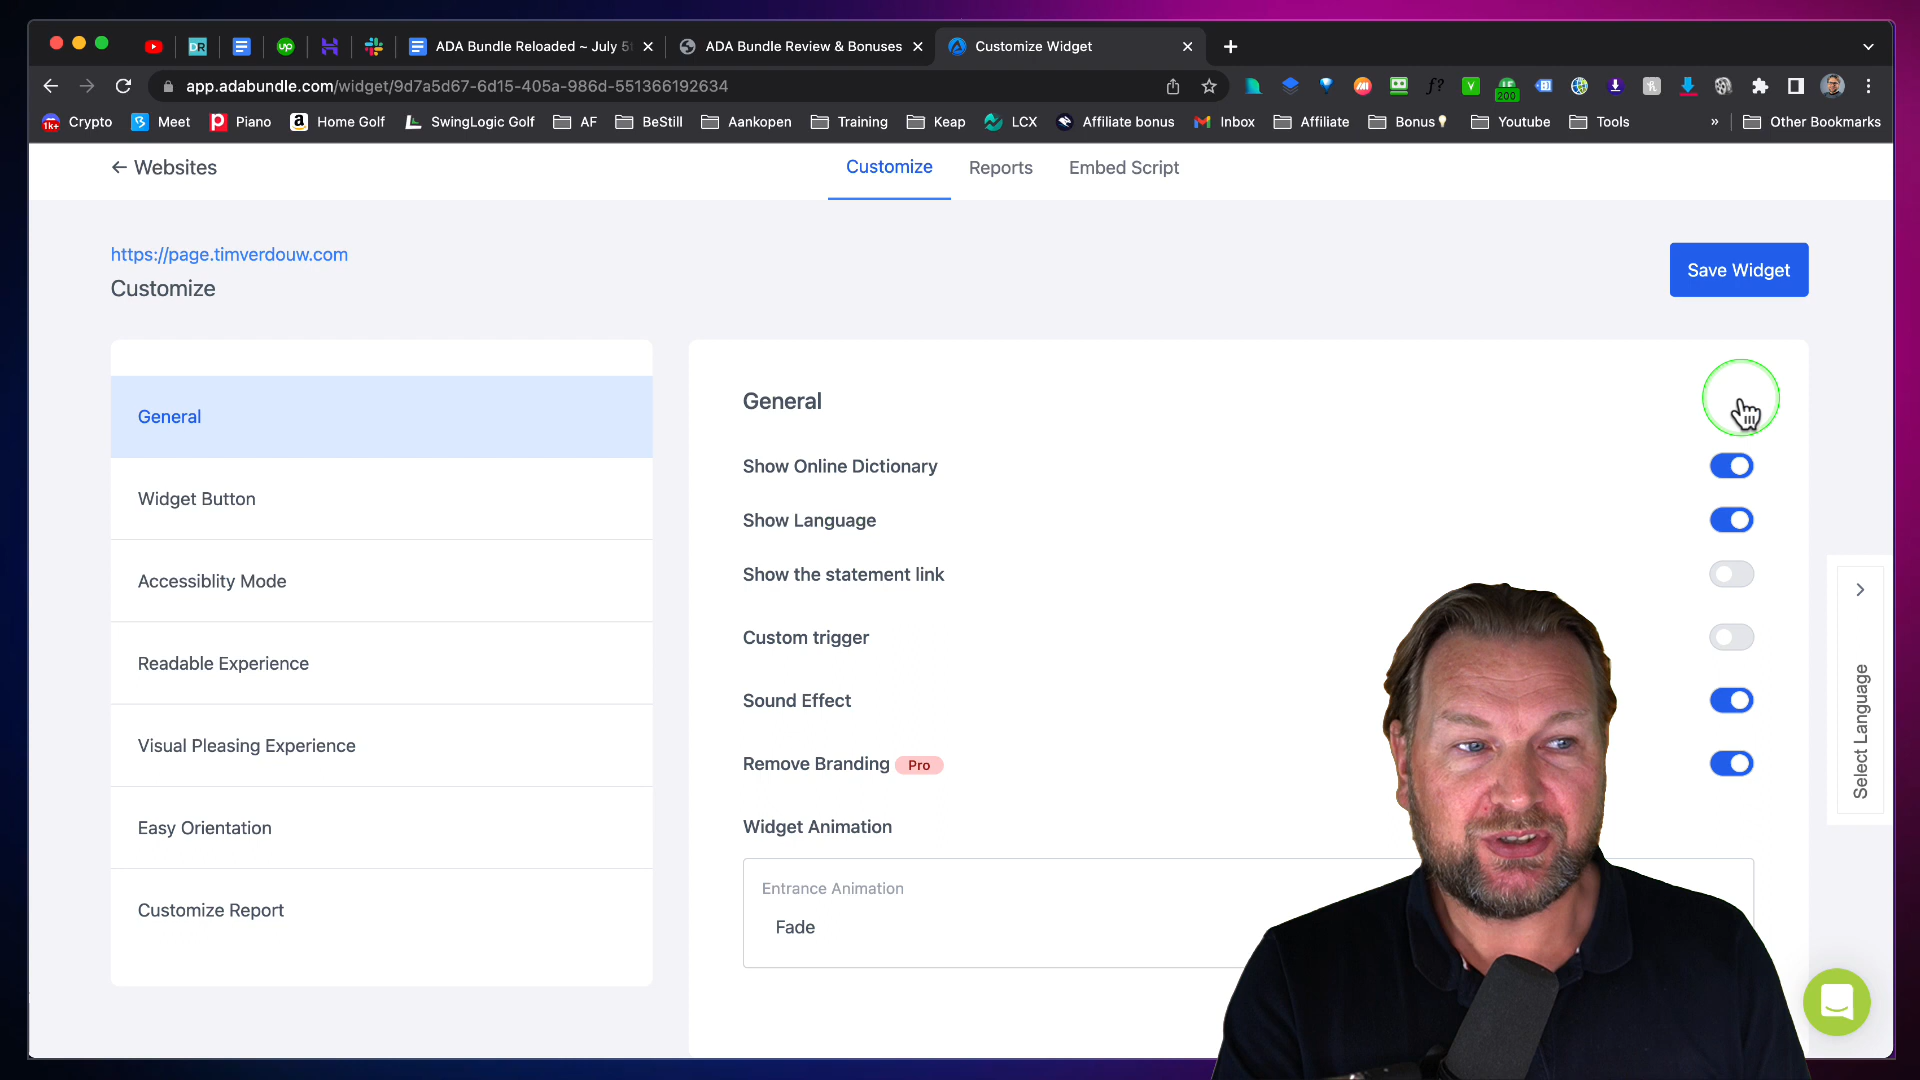 DR
up
ADA Bundle Reloaded ~ July 5t
ADA Bundle Review & Bonuses
Customize Widget
app.adabundle.com/widget/9d7a5d67-6d15-405a-986d-551366192634
f?
V
200
1k+
Crypto
Meet
Piano
Home Golf
SwingLogic Golf
AF
BeStill
Aankopen
Training
Keap
LCX
Affiliate bonus
Inbox
Affiliate
Bonus
Youtube
Tools
»
Other Bookmarks
← Websites
Customize
Reports
Embed Script
https://page.timverdouw.com
Customize
Save Widget
General
Widget Button
Accessiblity Mode
Readable Experience
Visual Pleasing Experience
Easy Orientation
Customize Report
General
Show Online Dictionary
Show Language
Show the statement link
Custom trigger
Sound Effect
Remove Branding Pro
Widget Animation
Entrance Animation
Fade
Select Language